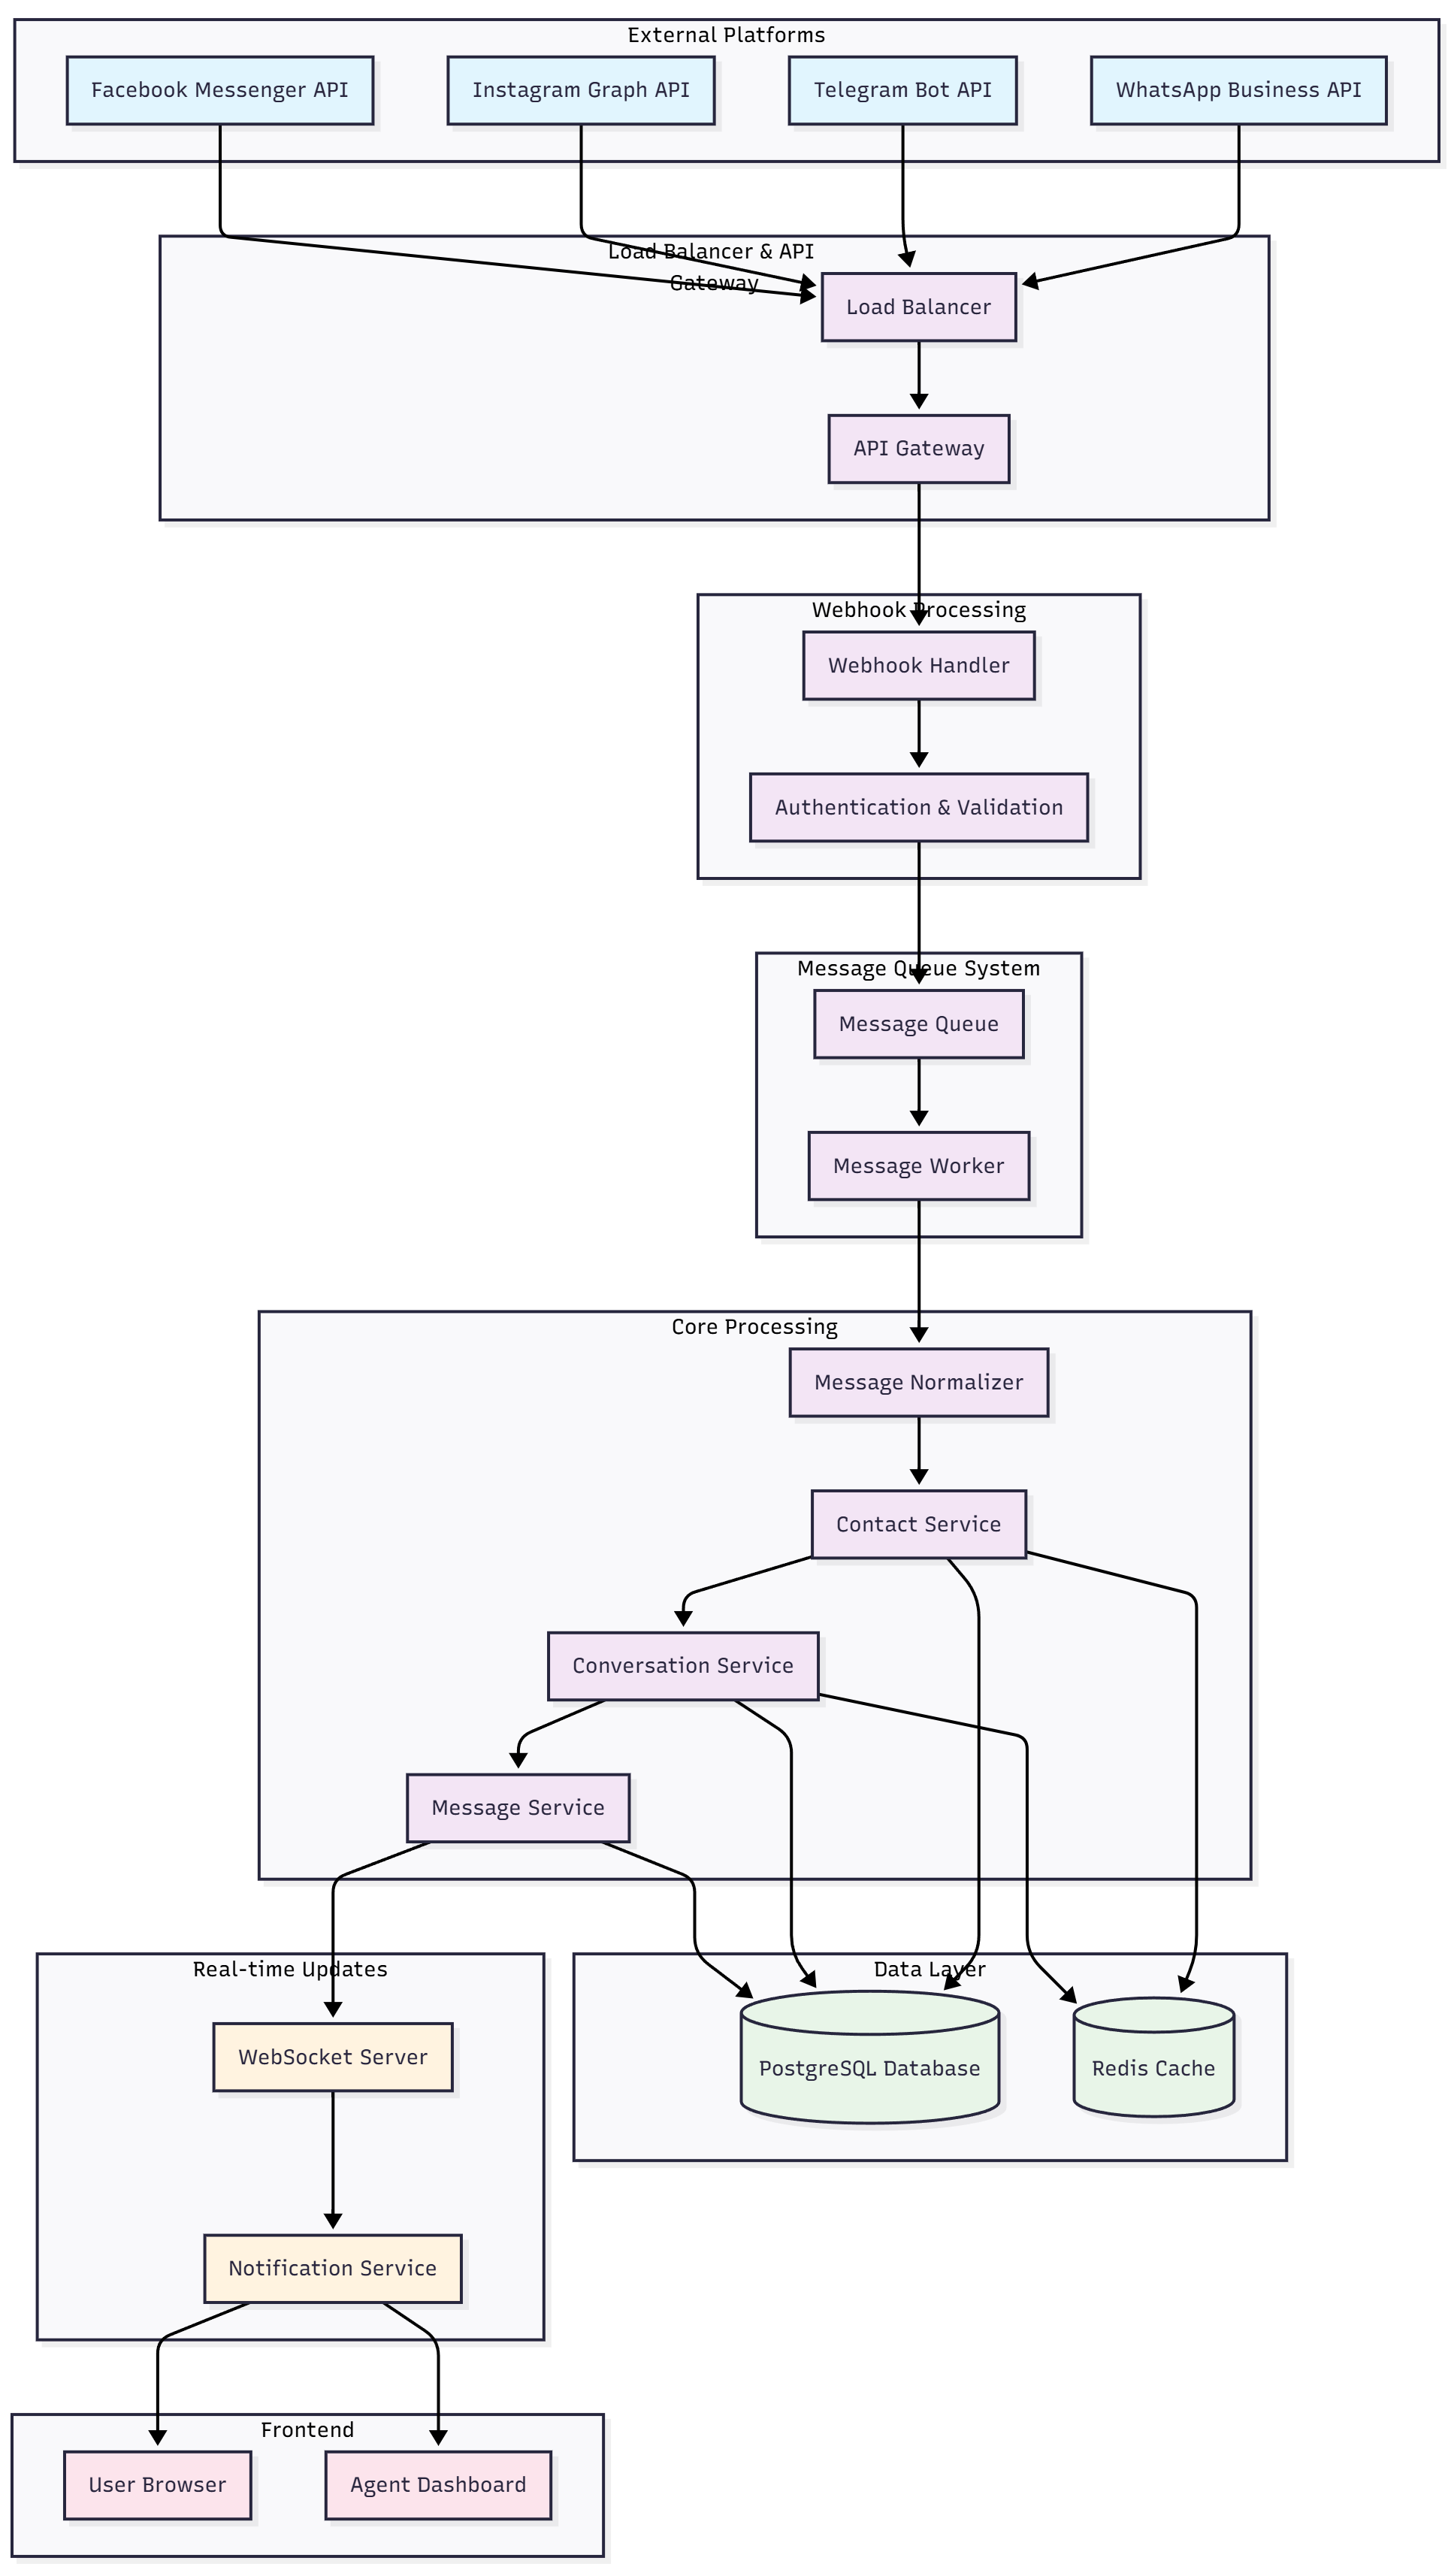 External Platforms
Facebook Messenger API
Instagram Graph API
Telegram Bot API
WhatsApp Business API
Load Balancer & API
Gateway
Load Balancer
API Gateway
Webhook Processing
Webhook Handler
Authentication & Validation
Message Queue System
Message Queue
Message Worker
Core Processing
Message Normalizer
Contact Service
Conversation Service
Message Service
Real-time Updates
Data Layer
WebSocket Server
PostgreSQL Database
Redis Cache
Notification Service
Frontend
User Browser
Agent Dashboard